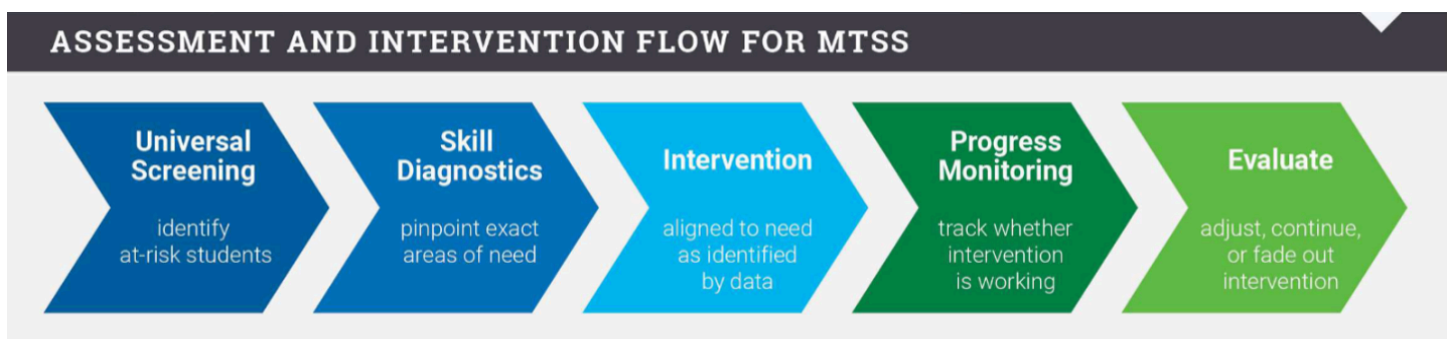 ASSESSMENT AND INTERVENTION FLOW FOR MTSS
Universal
Screening
identify
at-risk students
Skill
Diagnostics
pinpoint exact
areas of need
Intervention
aligned to need
as identified
by data
Progress
Monitoring
track whether
intervention
is working
Evaluate
adjust, continue,
or fade out
intervention